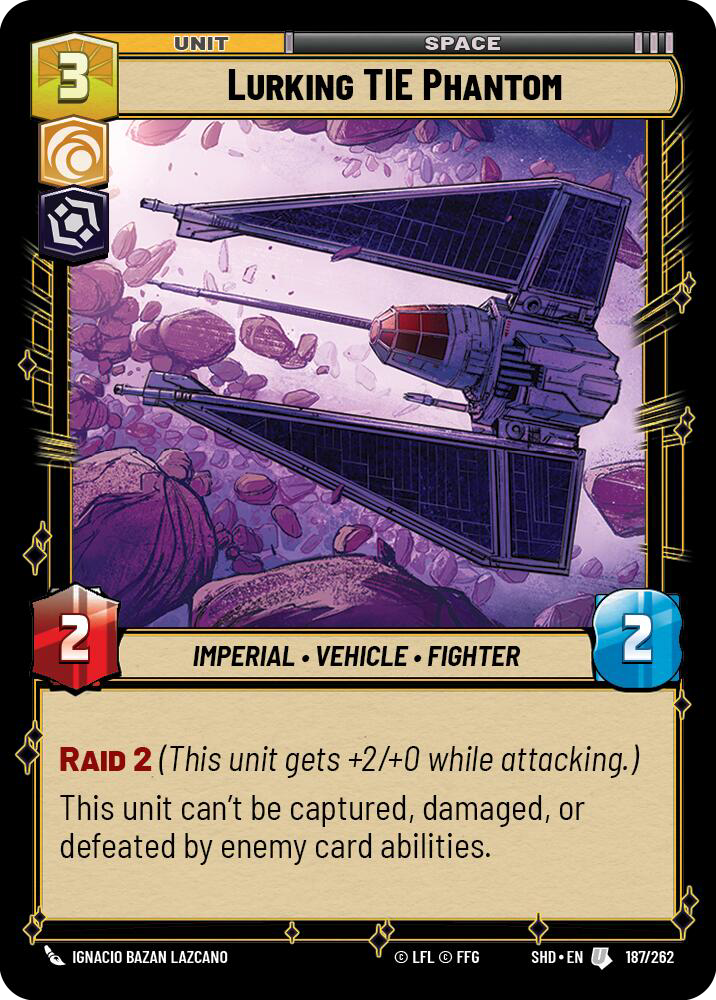 UNIT
SPACE
3
LURKING TIE PHANTOM
2
IMPERIAL • VEHICLE • FIGHTER
2
RAID 2 (This unit gets +2/+0 while attacking.)
This unit can't be captured, damaged, or
defeated by enemy card abilities.
IGNACIO BAZAN LAZCANO
© LFL © FFG
SHD • EN
U
187/262